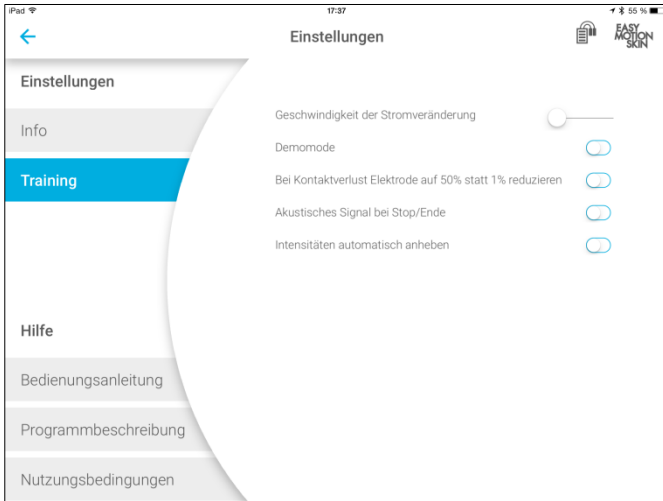 iPad 17:37 55 %
Einstellungen
EASY
MOTION
SKIN
Einstellungen
Info
Training
Geschwindigkeit der Stromveränderung
Demomode
Bei Kontaktverlust Elektrode auf 50% statt 1% reduzieren
Akustisches Signal bei Stop/Ende
Intensitäten automatisch anheben
Hilfe
Bedienungsanleitung
Programmbeschreibung
Nutzungsbedingungen